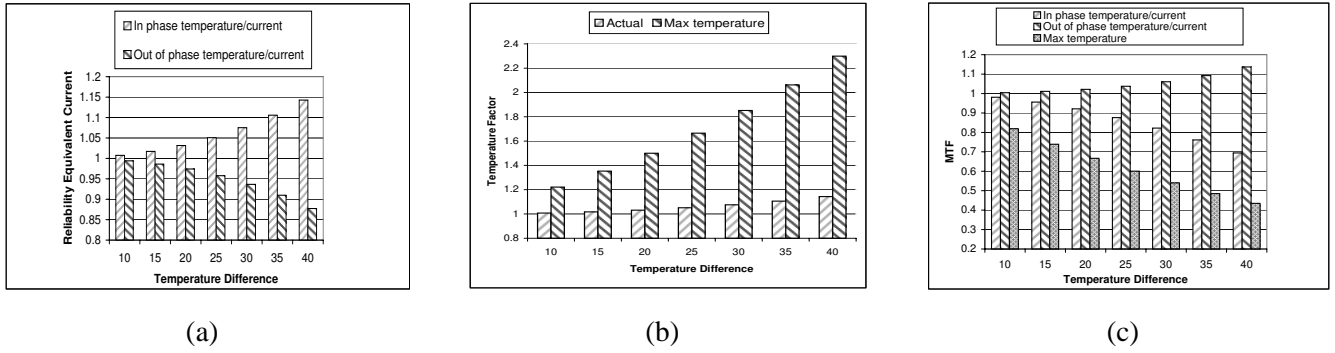 In phase temperature/current
Out of phase temperature/current
Reliability Equivalent Current
1.2
1.15
1.1
1.05
1
0.95
0.9
0.85
0.8
10 15 20 25 30 35 40
Temperature Difference
(a)
Actual Max temperature
Temperature Factor
2.4
2.2
2
1.8
1.6
1.4
1.2
1
0.8
10 15 20 25 30 35 40
Temperature Difference
(b)
In phase temperature/current
Out of phase temperature/current
Max temperature
MTF
1.2
1.1
1
0.9
0.8
0.7
0.6
0.5
0.4
0.3
0.2
10 15 20 25 30 35 40
Temperature Difference
(c)